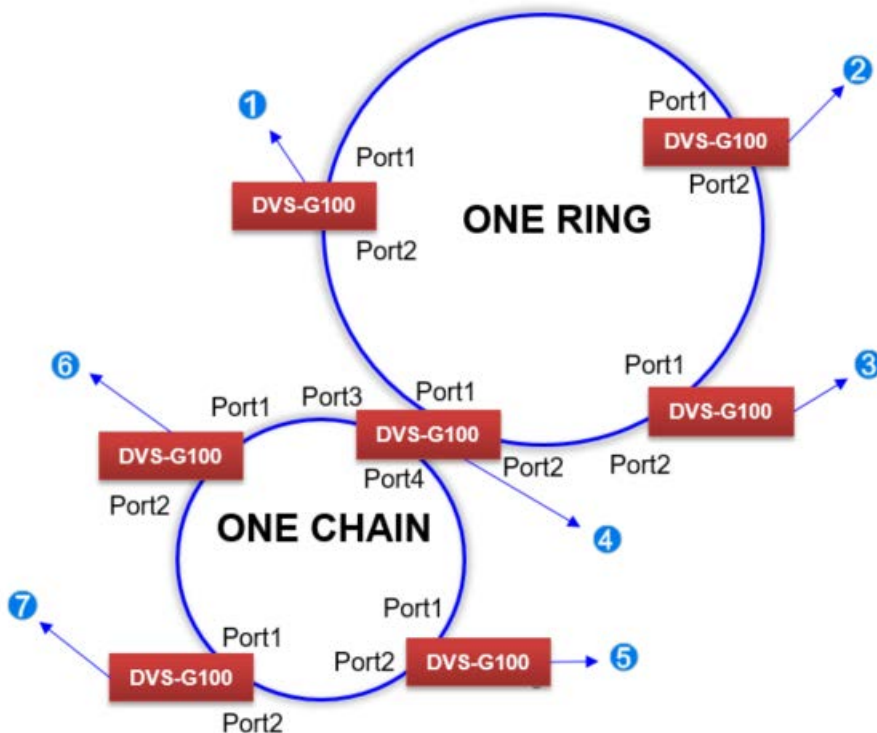 1
2
Port1
DVS-G100
Port2
Port1
DVS-G100
Port2
ONE RING
6
3
Port1
Port3
Port1
Port1
DVS-G100
DVS-G100
DVS-G100
Port2
Port4
Port2
Port2
ONE CHAIN
4
7
Port1
Port1
DVS-G100
Port2
DVS-G100
5
Port2